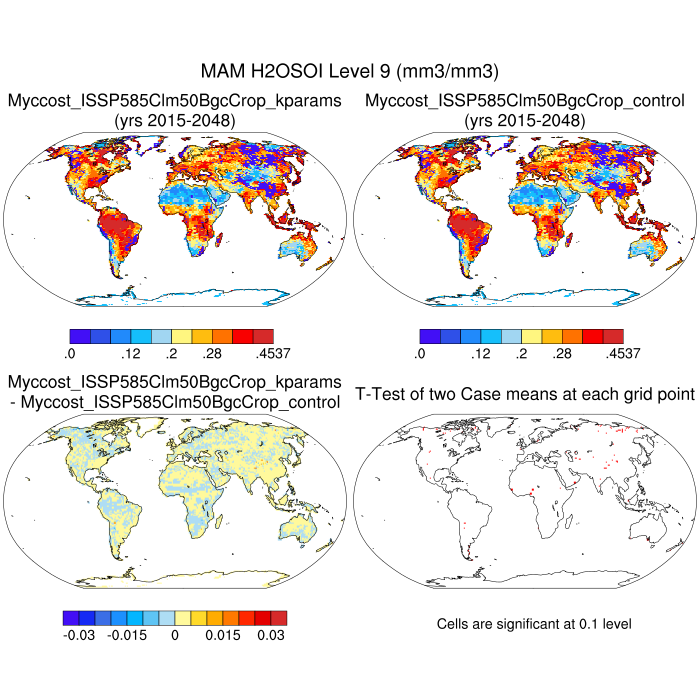 MAM H2OSOI Level 9 (mm3/mm3)
Myccost_ISSP585Clm50BgcCrop_kparams
(yrs 2015-2048)
Myccost_ISSP585Clm50BgcCrop_control
(yrs 2015-2048)
.0 .12 .2 .28 .4537
.0 .12 .2 .28 .4537
Myccost_ISSP585Clm50BgcCrop_kparams
- Myccost_ISSP585Clm50BgcCrop_control
T-Test of two Case means at each grid point
-0.03 -0.015 0 0.015 0.03
Cells are significant at 0.1 level